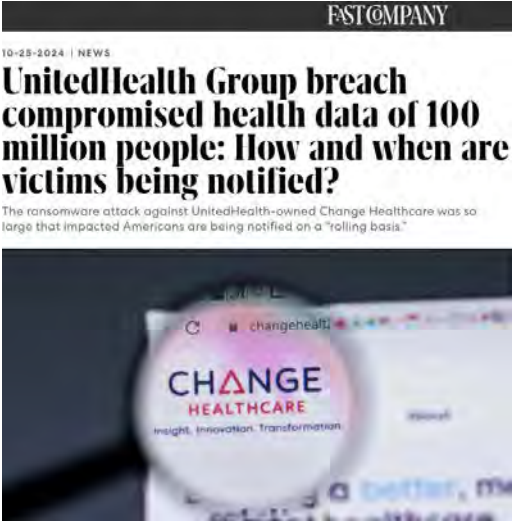 FAST COMPANY
10-25-2024 | NEWS
UnitedHealth Group breach
compromised health data of 100
million people: How and when are
victims being notified?
The ransomware attack against UnitedHealth-owned Change Healthcare was so
large that impacted Americans are being notified on a "rolling basis."
changehealt
CHANGE
HEALTHCARE
Insight. Innovation. Transformation.
a better, me
healthcare